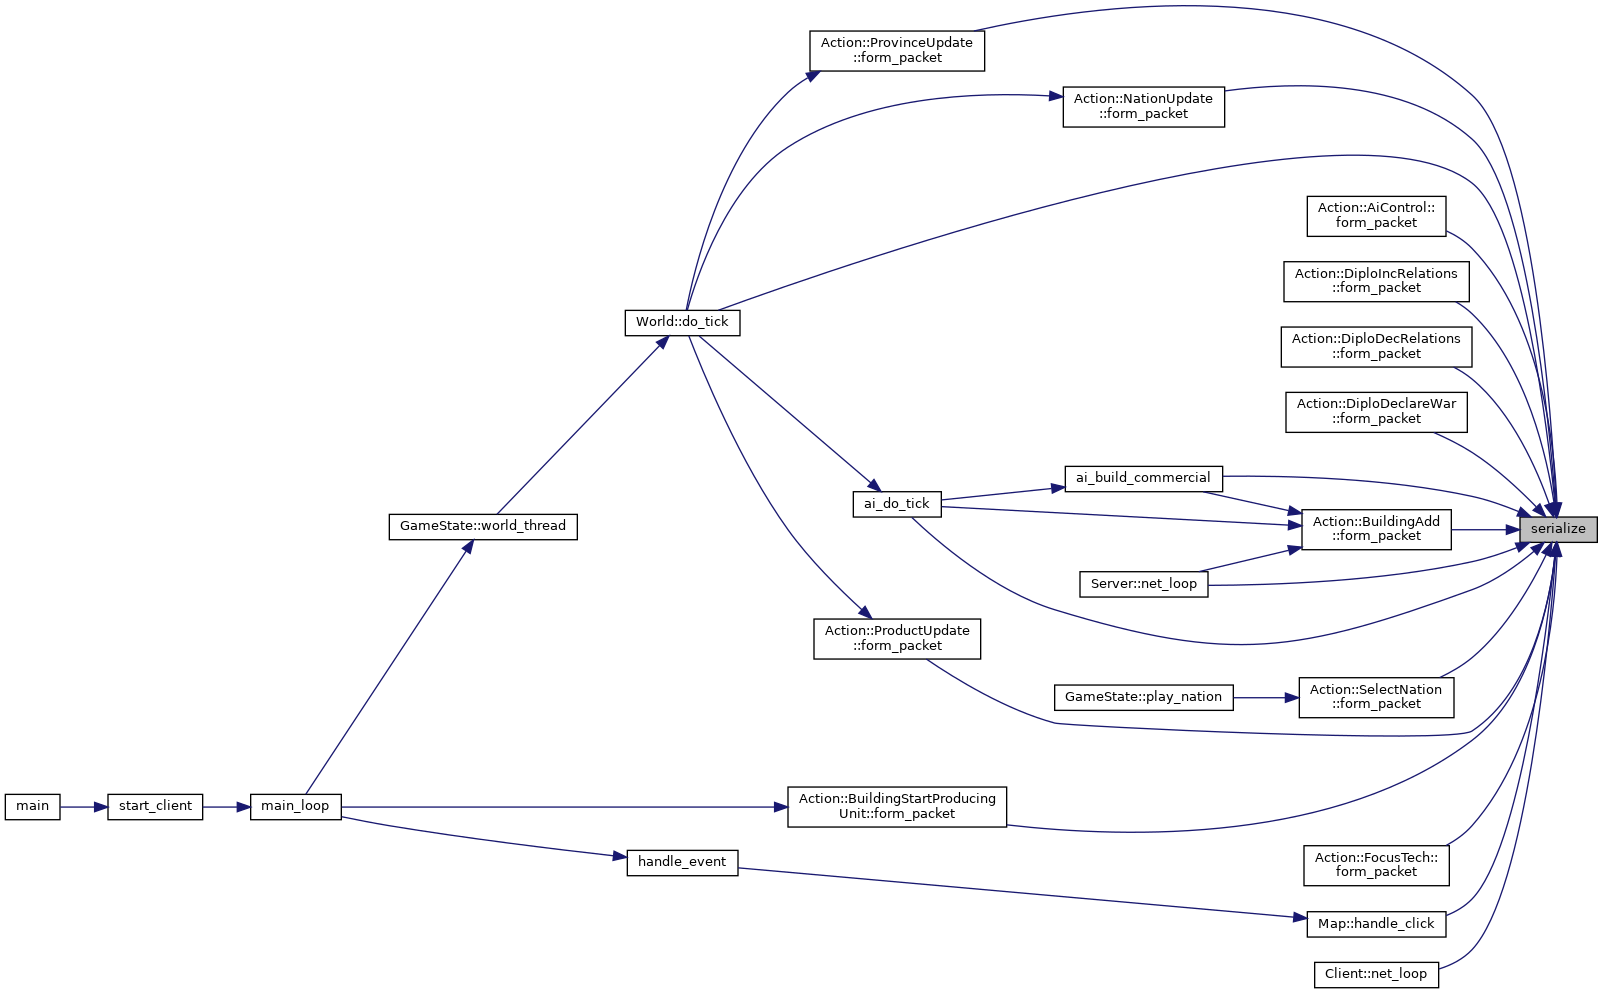 Action::ProvinceUpdate
::form_packet
Action::NationUpdate
::form_packet
Action::AiControl::
form_packet
Action::DiploIncRelations
::form_packet
World::do_tick
Action::DiploDecRelations
::form_packet
Action::DiploDeclareWar
::form_packet
ai_build_commercial
ai_do_tick
GameState::world_thread
Action::BuildingAdd
::form_packet
serialize
Server::net_loop
Action::ProductUpdate
::form_packet
GameState::play_nation
Action::SelectNation
::form_packet
main
start_client
main_loop
Action::BuildingStartProducing
Unit::form_packet
handle_event
Action::FocusTech::
form_packet
Map::handle_click
Client::net_loop